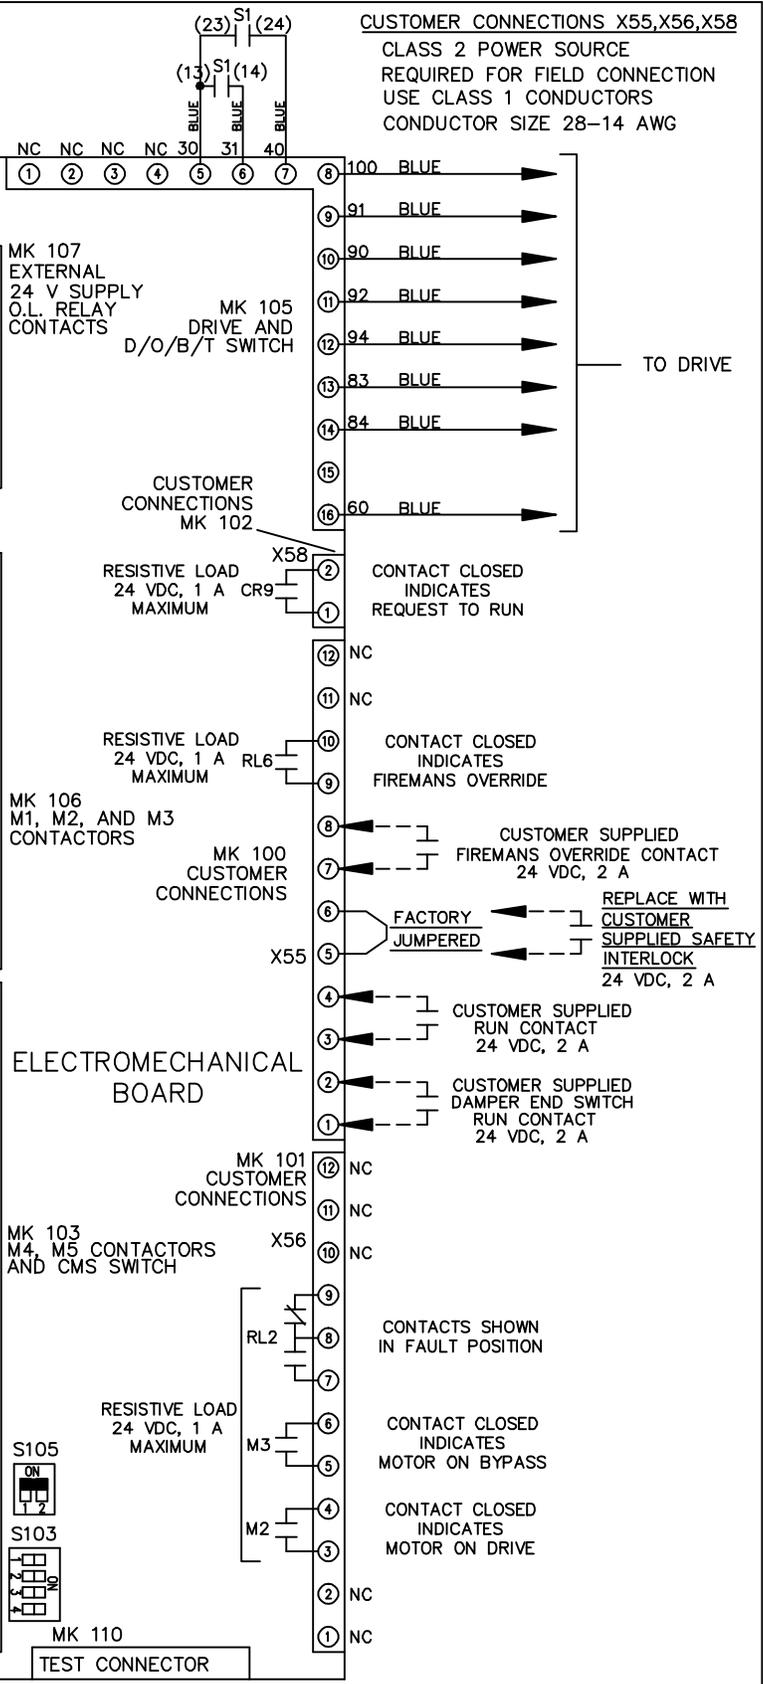 (23) S1 (24)
(13) S1 (14)
BLUE BLUE BLUE
CUSTOMER CONNECTIONS X55,X56,X58
CLASS 2 POWER SOURCE
REQUIRED FOR FIELD CONNECTION
USE CLASS 1 CONDUCTORS
CONDUCTOR SIZE 28–14 AWG
NC NC NC NC 30 31 40
1 2 3 4 5 6 7 8 100 BLUE
9 91 BLUE
10 90 BLUE
11 92 BLUE
12 94 BLUE
13 83 BLUE
14 84 BLUE
15
16 60 BLUE
TO DRIVE
MK 107
EXTERNAL
24 V SUPPLY
O.L. RELAY
CONTACTS
MK 105
DRIVE AND
D/O/B/T SWITCH
CUSTOMER
CONNECTIONS
MK 102
X58
2
1
RESISTIVE LOAD
24 VDC, 1 A
MAXIMUM
CR9
CONTACT CLOSED
INDICATES
REQUEST TO RUN
12 NC
11 NC
10
9
RESISTIVE LOAD
24 VDC, 1 A
MAXIMUM
RL6
CONTACT CLOSED
INDICATES
FIREMANS OVERRIDE
MK 106
M1, M2, AND M3
CONTACTORS
MK 100
CUSTOMER
CONNECTIONS
X55
8
7
CUSTOMER SUPPLIED
FIREMANS OVERRIDE CONTACT
24 VDC, 2 A
6
5
FACTORY
JUMPERED
REPLACE WITH
CUSTOMER
SUPPLIED SAFETY
INTERLOCK
24 VDC, 2 A
4
3
CUSTOMER SUPPLIED
RUN CONTACT
24 VDC, 2 A
ELECTROMECHANICAL
BOARD
2
1
CUSTOMER SUPPLIED
DAMPER END SWITCH
RUN CONTACT
24 VDC, 2 A
MK 101
CUSTOMER
CONNECTIONS
X56
12 NC
11 NC
10 NC
MK 103
M4, M5 CONTACTORS
AND CMS SWITCH
9
8
7
RL2
CONTACTS SHOWN
IN FAULT POSITION
RESISTIVE LOAD
24 VDC, 1 A
MAXIMUM
6
5
M3
CONTACT CLOSED
INDICATES
MOTOR ON BYPASS
4
3
M2
CONTACT CLOSED
INDICATES
MOTOR ON DRIVE
2 NC
1 NC
S105
ON
1 2
S103
1
2
3
4
ON
MK 110
TEST CONNECTOR